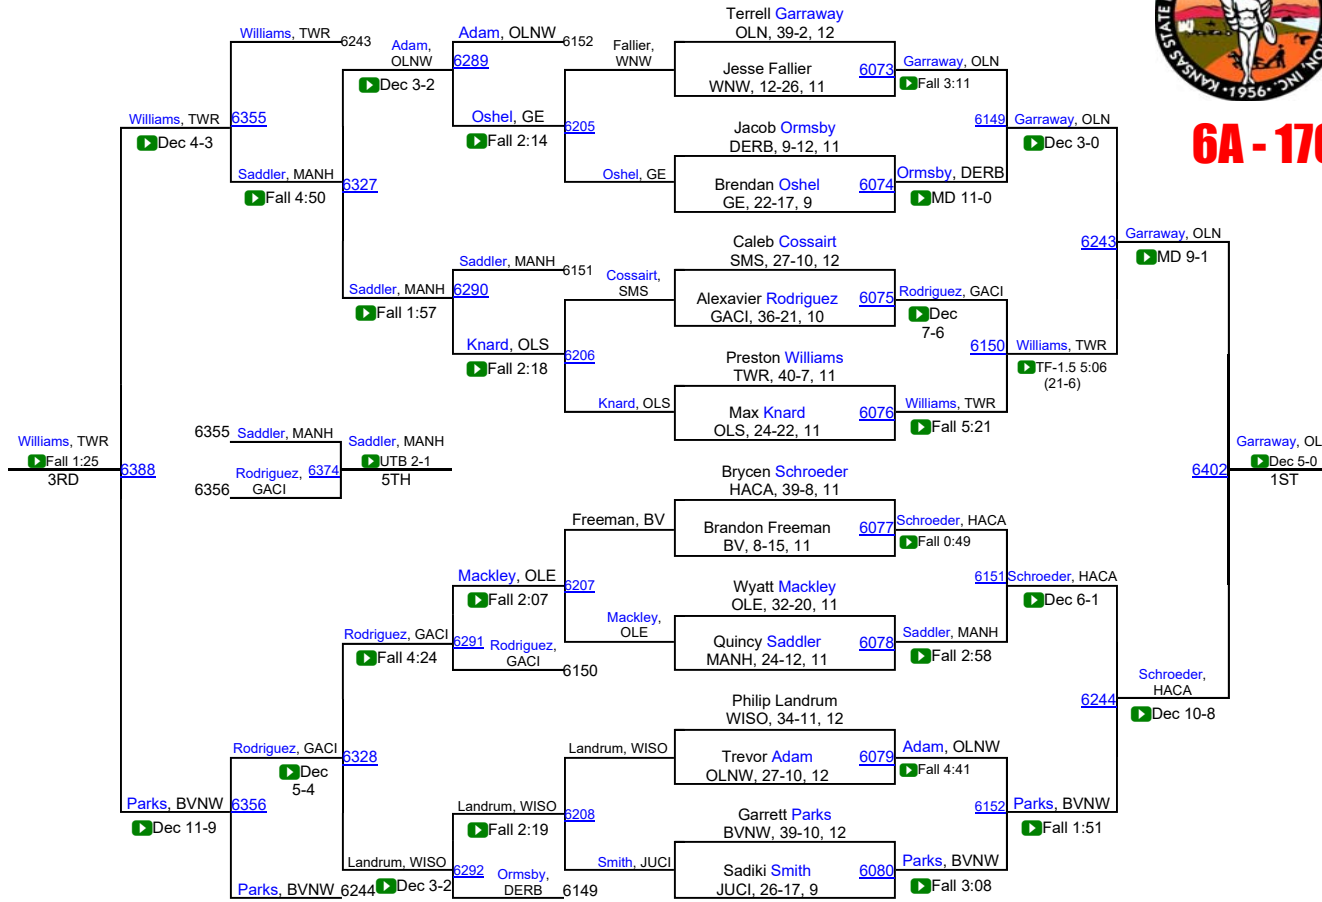 Williams, TWR
Fall 1:25
3RD
6388
Williams, TWR
Dec 4-3
6355
Williams, TWR
6243
Saddler, MANH
Fall 4:50
6327
Adam,
OLNW
Dec 3-2
6289
Adam, OLNW
6152
Oshel, GE
Fall 2:14
6205
Fallier,
WNW
Oshel, GE
Saddler, MANH
Fall 1:57
6290
Saddler, MANH
6151
Knard, OLS
Fall 2:18
6206
Cossairt,
SMS
Knard, OLS
6355 Saddler, MANH
6356 Rodriguez,
GACI
6374
Saddler, MANH
UTB 2-1
5TH
Parks, BVNW
Dec 11-9
6356
Rodriguez, GACI
Dec
5-4
6328
Parks, BVNW 6244
Rodriguez, GACI
Fall 4:24
6291
Mackley, OLE
Fall 2:07
6207
Rodriguez,
GACI
6150
Freeman, BV
Mackley,
OLE
Landrum, WISO
Dec 3-2
6292
Landrum, WISO
Fall 2:19
6208
Ormsby,
DERB
6149
Landrum, WISO
Smith, JUCI
Terrell Garraway
OLN, 39-2, 12
Jesse Fallier
WNW, 12-26, 11
6073
Jacob Ormsby
DERB, 9-12, 11
Brendan Oshel
GE, 22-17, 9
6074
Caleb Cossairt
SMS, 27-10, 12
Alexavier Rodriguez
GACI, 36-21, 10
6075
Preston Williams
TWR, 40-7, 11
Max Knard
OLS, 24-22, 11
6076
Brycen Schroeder
HACA, 39-8, 11
Brandon Freeman
BV, 8-15, 11
6077
Wyatt Mackley
OLE, 32-20, 11
Quincy Saddler
MANH, 24-12, 11
6078
Philip Landrum
WISO, 34-11, 12
Trevor Adam
OLNW, 27-10, 12
6079
Garrett Parks
BVNW, 39-10, 12
Sadiki Smith
JUCI, 26-17, 9
6080
Garraway, OLN
Fall 3:11
6149
Ormsby, DERB
MD 11-0
Rodriguez, GACI
Dec
7-6
6150
Williams, TWR
Fall 5:21
Schroeder, HACA
Fall 0:49
6151
Saddler, MANH
Fall 2:58
Adam, OLNW
Fall 4:41
6152
Parks, BVNW
Fall 3:08
Garraway, OLN
Dec 3-0
6243
Williams, TWR
TF-1.5 5:06
(21-6)
Schroeder, HACA
Dec 6-1
6244
Parks, BVNW
Fall 1:51
Garraway, OLN
MD 9-1
6402
Schroeder,
HACA
Dec 10-8
Garraway, OL
Dec 5-0
1ST
KANSAS STATE
ION, INC.
1956
6A - 176